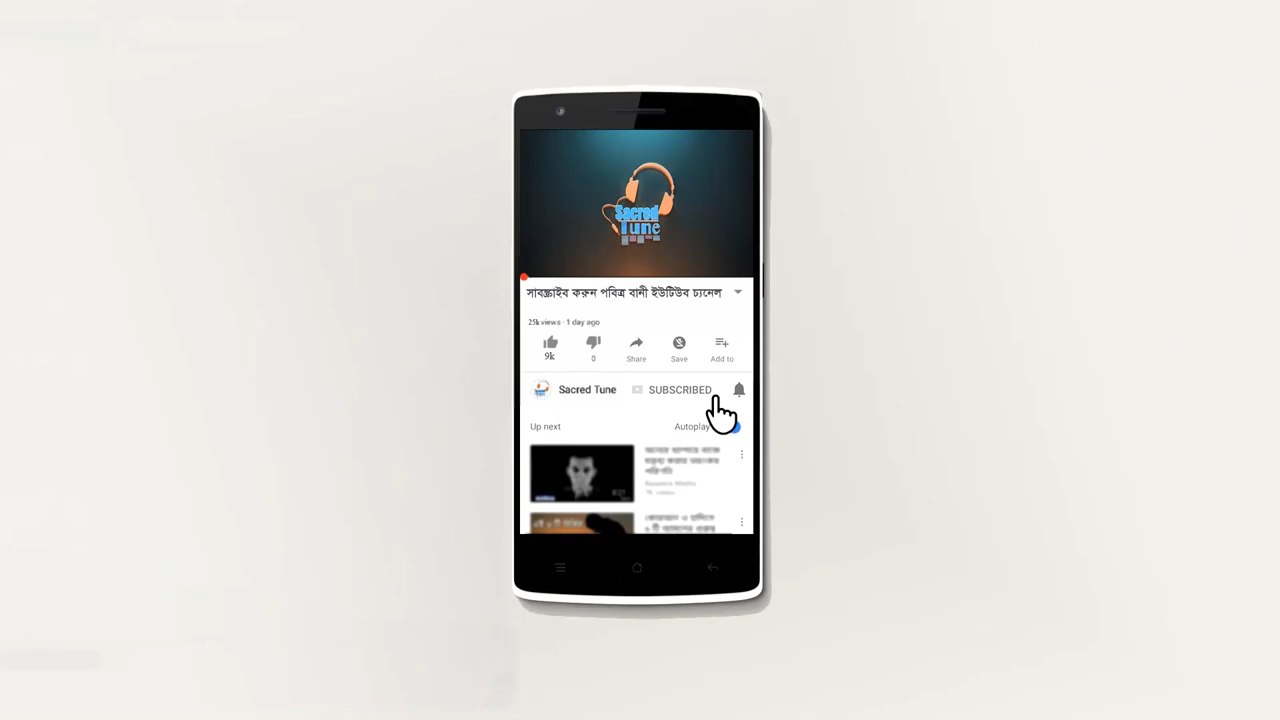 Sacred
Tune
সাবস্ক্রাইব করুন পবিত্র বানী ইউটিউব চ্যনেল
25k views · 1 day ago
9k
0
Share
Save
Add to
Sacred Tune
SUBSCRIBED
Up next
Autoplay